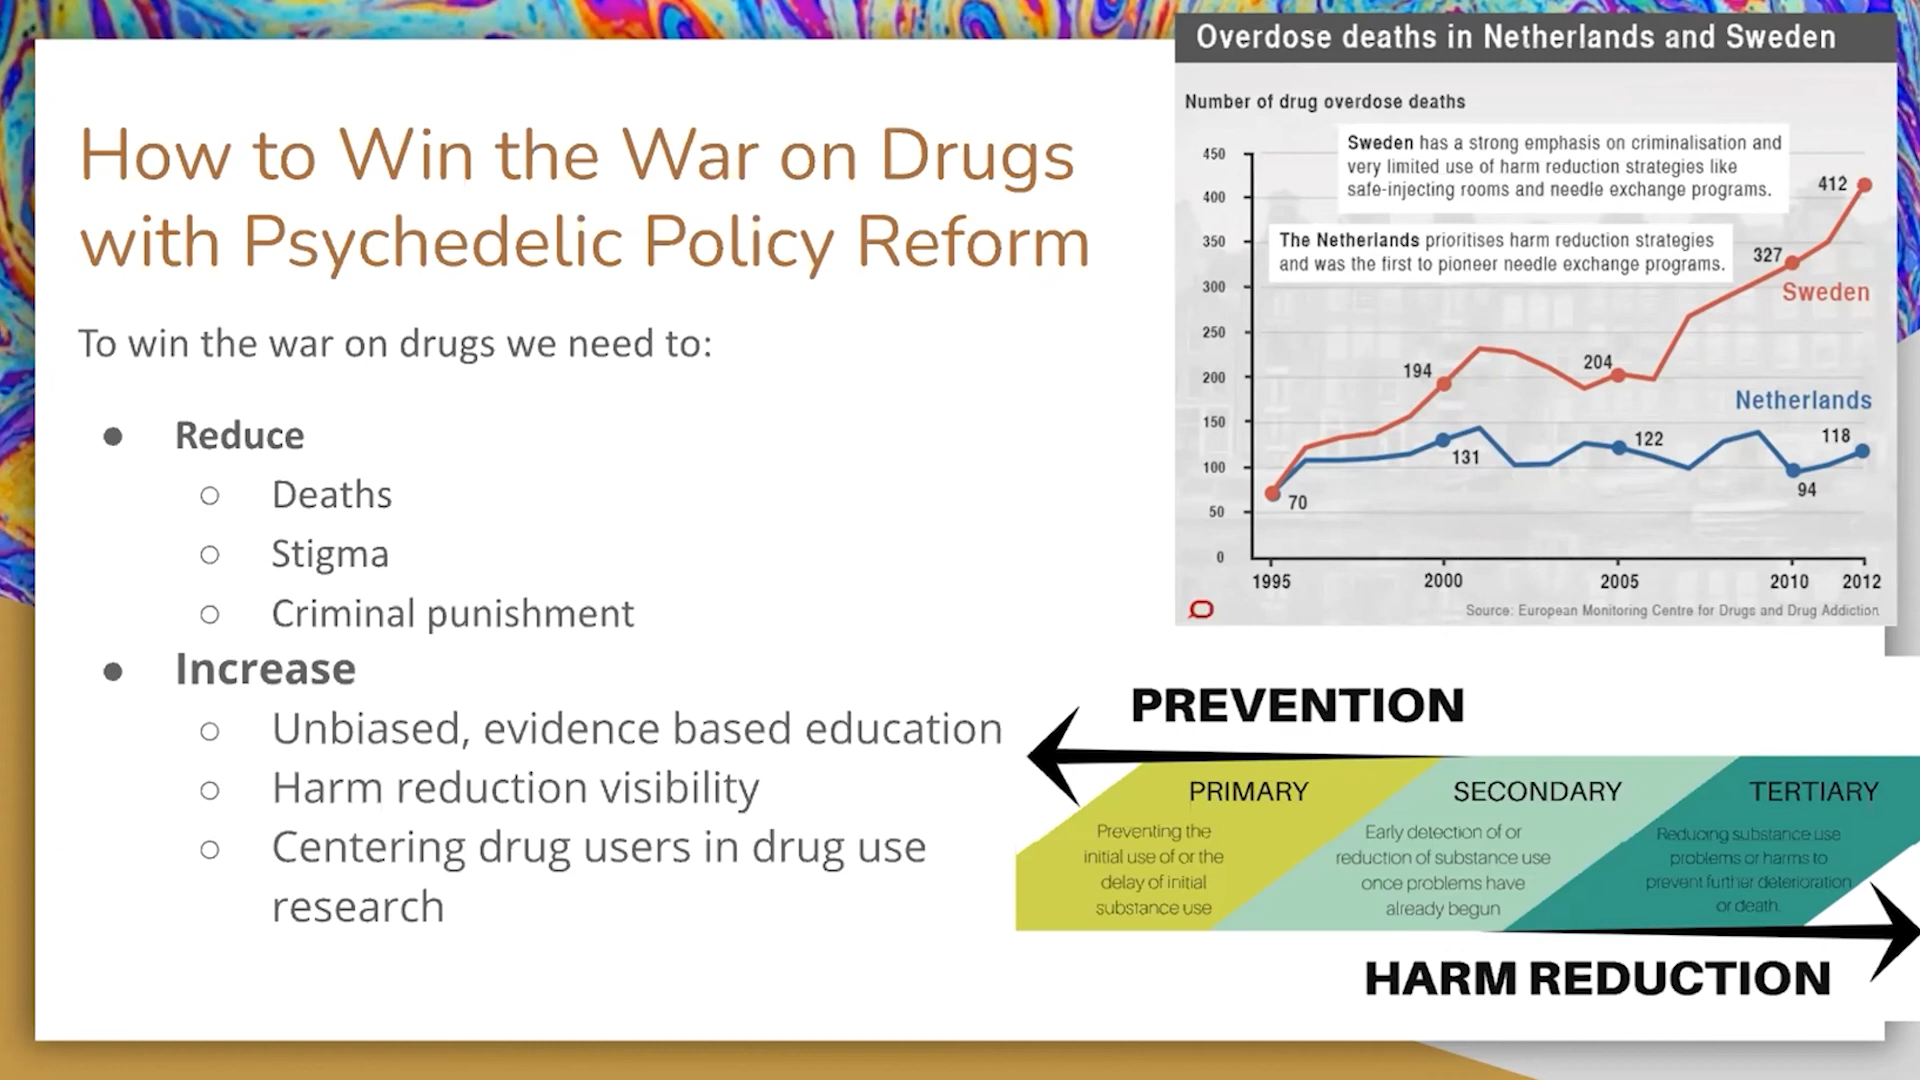 How to Win the War on Drugs
with Psychedelic Policy Reform
To win the war on drugs we need to:
● Reduce
○ Deaths
○ Stigma
○ Criminal punishment
● Increase
○ Unbiased, evidence based education
○ Harm reduction visibility
○ Centering drug users in drug use
research
Overdose deaths in Netherlands and Sweden
Number of drug overdose deaths
Sweden has a strong emphasis on criminalisation and
very limited use of harm reduction strategies like
safe-injecting rooms and needle exchange programs.
The Netherlands prioritises harm reduction strategies
and was the first to pioneer needle exchange programs.
450
400
350
300
250
200
150
100
50
0
412
327
Sweden
194
204
Netherlands
131
122
118
94
70
1995 2000 2005 2010 2012
Source: European Monitoring Centre for Drugs and Drug Addiction
PREVENTION
PRIMARY
Preventing the
initial use of or the
delay of initial
substance use
SECONDARY
Early detection of or
reduction of substance use
once problems have
already begun
TERTIARY
Reducing substance use
problems or harms to
prevent further deterioration
or death.
HARM REDUCTION